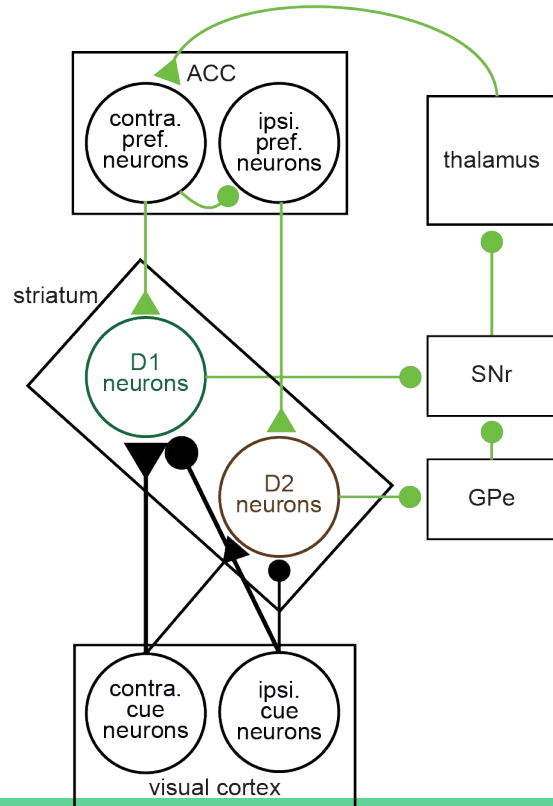 ACC
contra.
pref.
neurons
ipsi.
pref.
neurons
thalamus
striatum
D1
neurons
SNr
D2
neurons
GPe
contra.
cue
neurons
ipsi.
cue
neurons
visual cortex